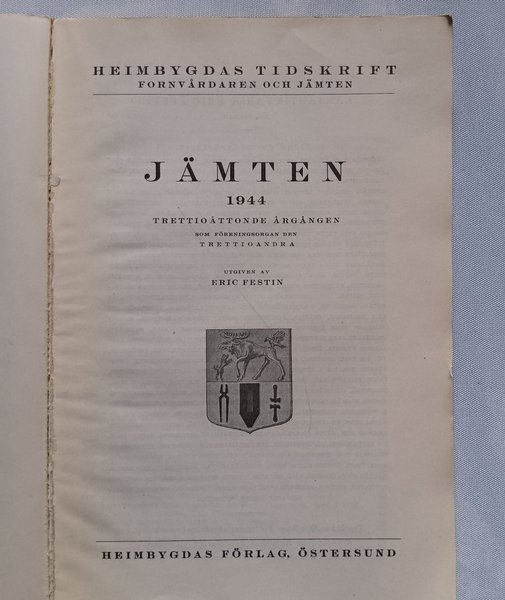 HEIMBYGDAS TIDSKRIFT
FORNVÅRDAREN OCH JÄMTEN
JÄMTEN
1944
TRETTIOÅTTONDE ÅRGÅNGEN
SOM FÖRENINGSORGAN DEN
TRETTIOANDRA
UTGIVEN AV
ERIC FESTIN
HEIMBYGDAS FÖRLAG, ÖSTERSUND